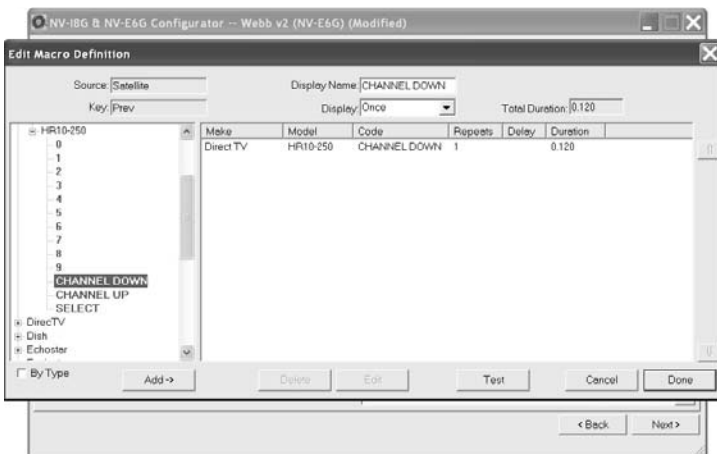 NV-I8G & NV-E6G Configurator -- Webb v2 (NV-E6G) (Modified)
Edit Macro Definition
Source: Satellite
Display Name: CHANNEL DOWN
Key: Prev
Display: Once
Total Duration: 0.120
HR10-250
0
1
2
3
4
5
6
7
8
9
CHANNEL DOWN
CHANNEL UP
SELECT
DirecTV
Dish
Echostar
Make Model Code Repeats Delay Duration
Direct TV HR10-250 CHANNEL DOWN 1 0.120
By Type
Add ->
Delete
Edit
Test
Cancel
Done
< Back
Next >